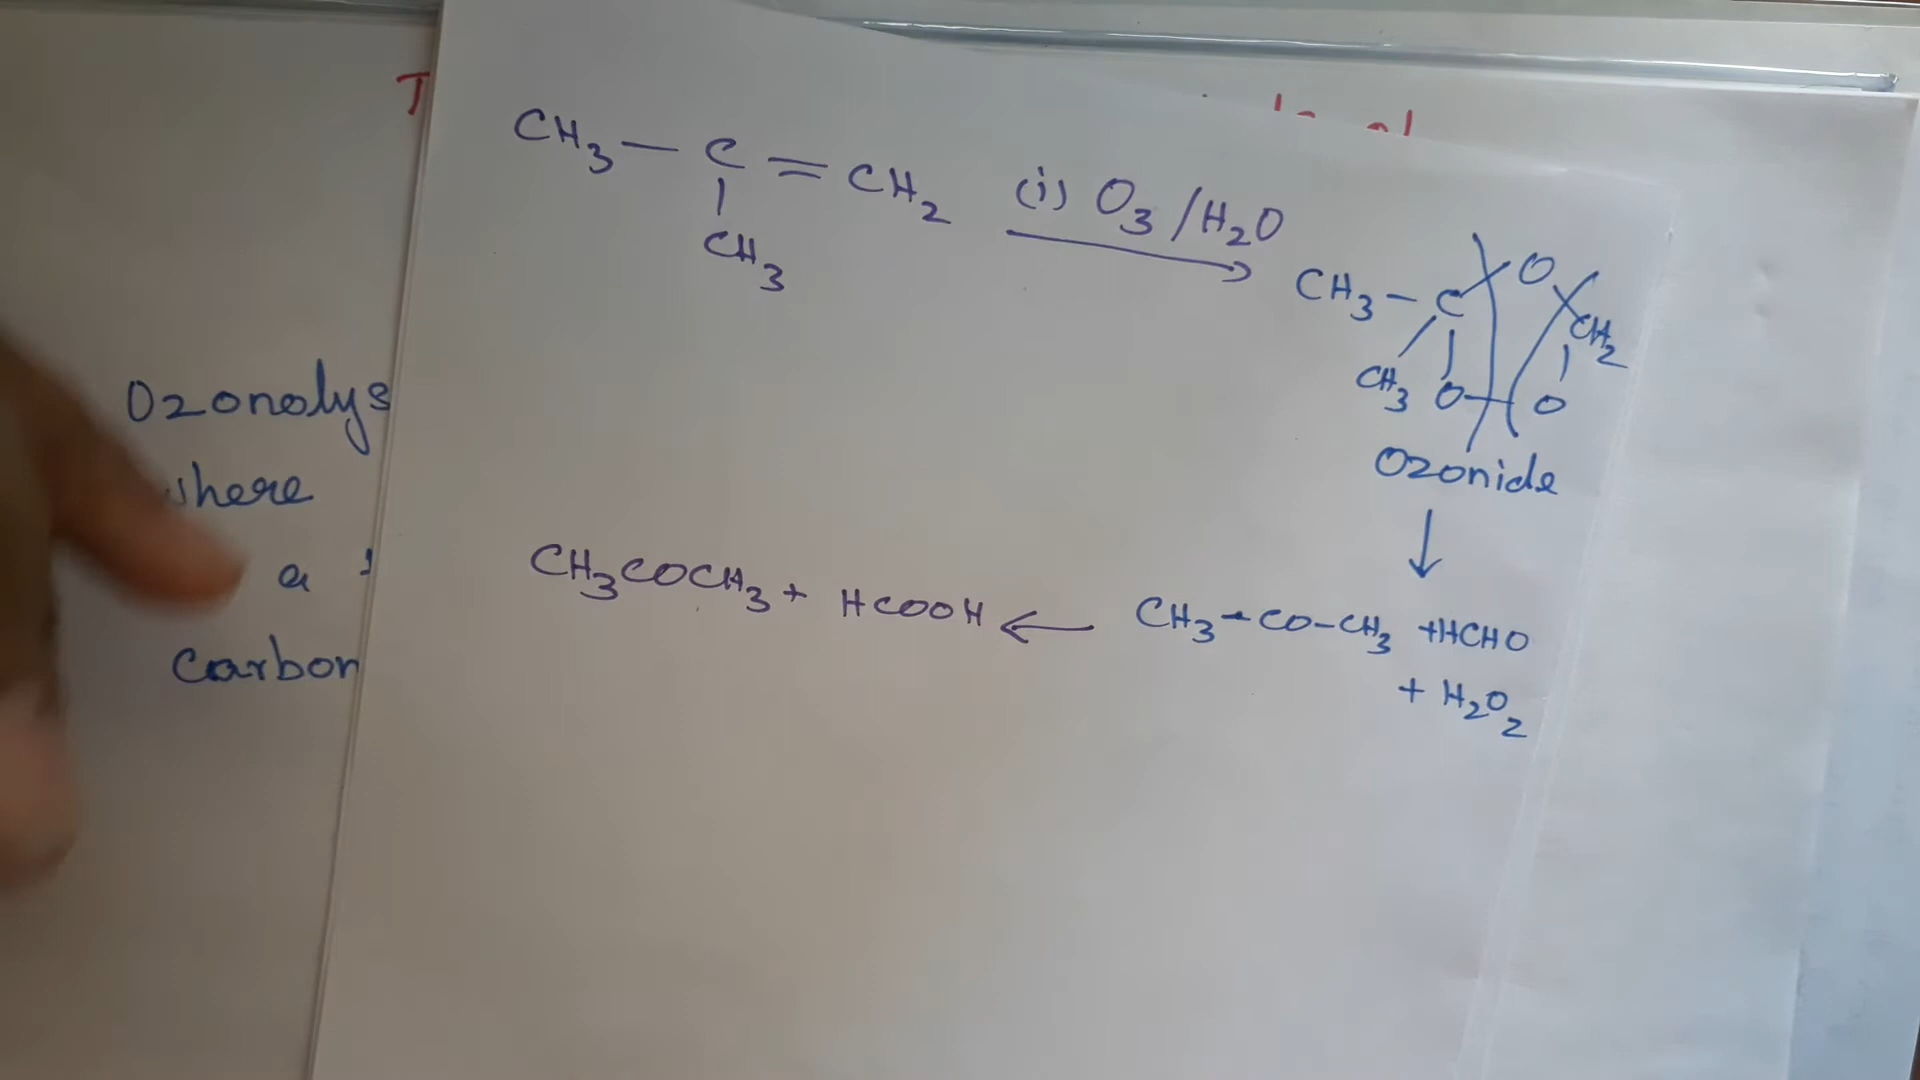 CH3 — C = CH2 (i) O3 /H2O
CH3
CH3 – C O CH2
CH3 O O
Ozonide
CH3 – CO – CH3 + HCHO
+ H2O2
CH3COCH3 + HCOOH
Ozonolys
where
a
carbon